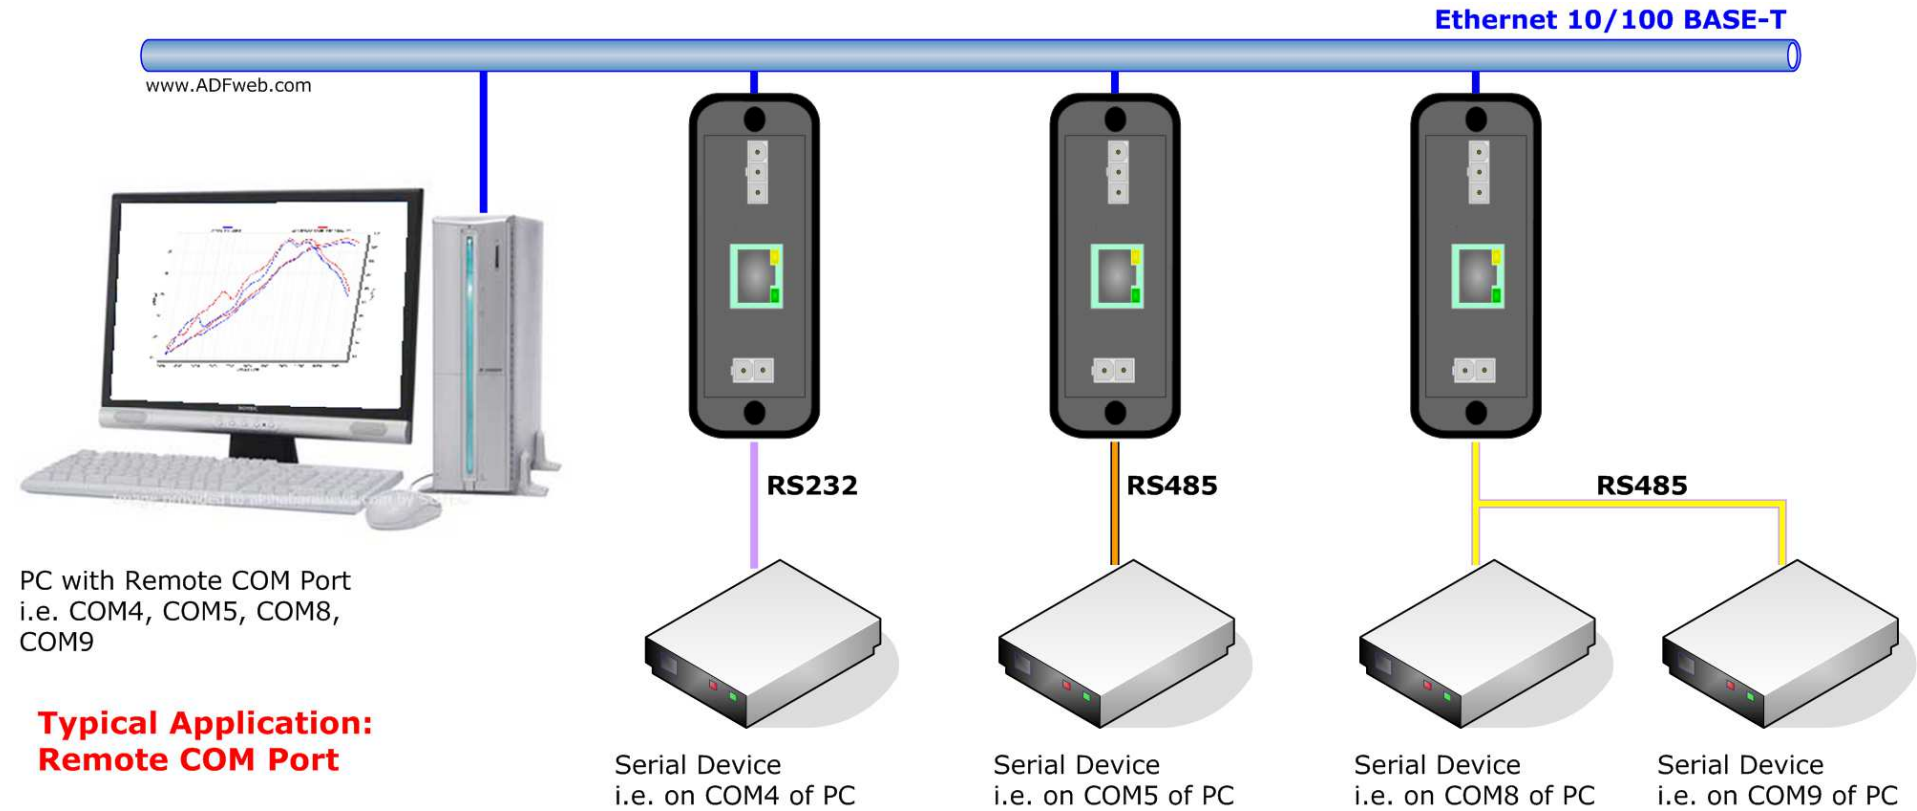 Ethernet 10/100 BASE-T
www.ADFweb.com
RS232
RS485
RS485
PC with Remote COM Port
i.e. COM4, COM5, COM8,
COM9
Typical Application:
Remote COM Port
Serial Device
i.e. on COM4 of PC
Serial Device
i.e. on COM5 of PC
Serial Device
i.e. on COM8 of PC
Serial Device
i.e. on COM9 of PC